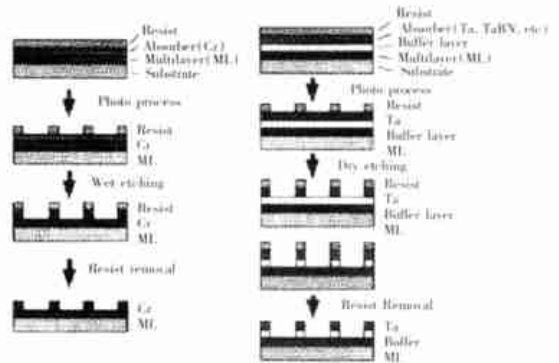 Resist
Absorber(Cr)
Multilayer(ML)
Substrate
Photo process
Resist
Cr
ML
Wet etching
Resist
Cr
ML
Resist removal
Cr
ML
Resist
Absorber(Ta, TaBN, etc)
Buffer layer
Multilayer(ML)
Substrate
Photo process
Resist
Ta
Buffer layer
ML
Dry etching
Resist
Ta
Buffer layer
ML
Resist Removal
Ta
Buffer
ML